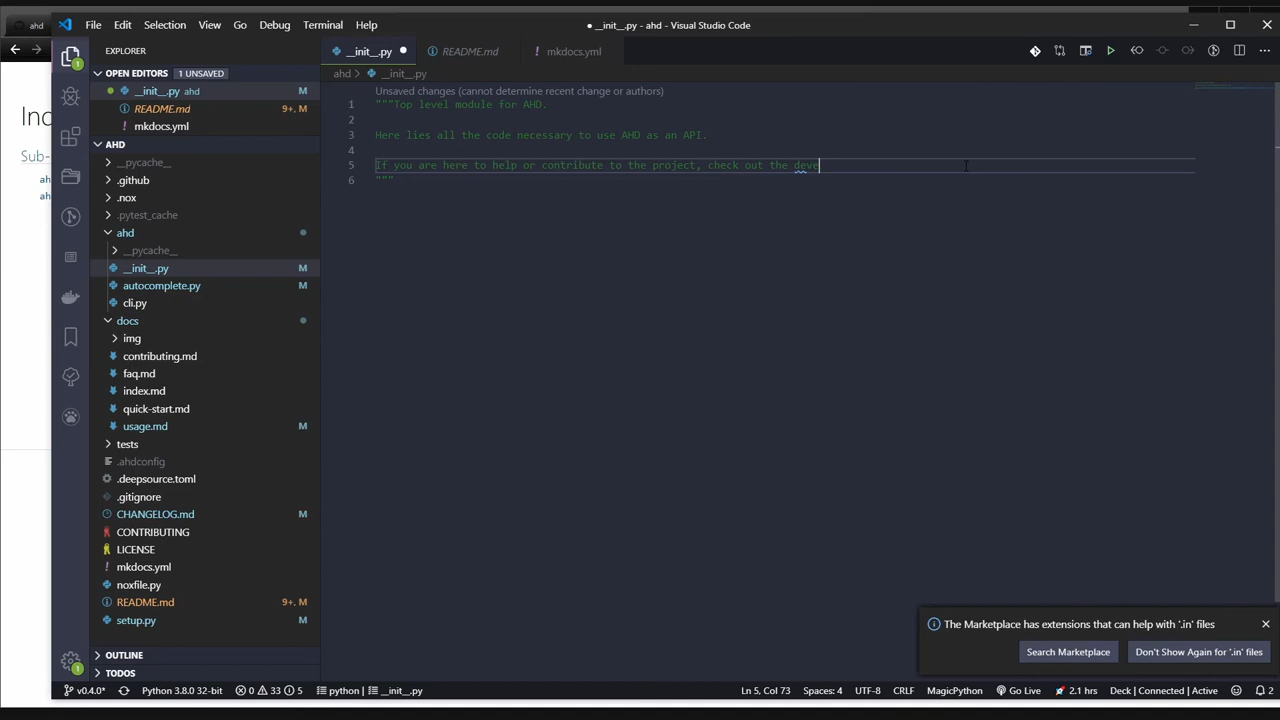 ahd
File Edit Selection View Go Debug Terminal Help
● __init__.py - ahd - Visual Studio Code
EXPLORER
__init__.py
README.md
mkdocs.yml
OPEN EDITORS 1 UNSAVED
ahd > __init__.py
__init__.py ahd M
Unsaved changes (cannot determine recent change or authors)
README.md 9+, M
1 """Top level module for AHD.
Sub-
mkdocs.yml
2
AHD
3 Here lies all the code necessary to use AHD as an API.
__pycache__
4
.github
5 If you are here to help or contribute to the project, check out the deve
6 """
.nox
.pytest_cache
ahd
__pycache__
__init__.py M
autocomplete.py M
cli.py
docs
img
contributing.md
faq.md
index.md
quick-start.md
usage.md M
tests
.ahdconfig
.deepsource.toml
.gitignore
CHANGELOG.md M
CONTRIBUTING
LICENSE
mkdocs.yml
noxfile.py
README.md 9+, M
setup.py M
The Marketplace has extensions that can help with '.in' files
Search Marketplace
Don't Show Again for '.in' files
OUTLINE
TODOS
1
1
v0.4.0* Python 3.8.0 32-bit 0 33 5 python | __init__.py
Ln 5, Col 73 Spaces: 4 UTF-8 CRLF MagicPython Go Live 2.1 hrs Deck | Connected | Active 2